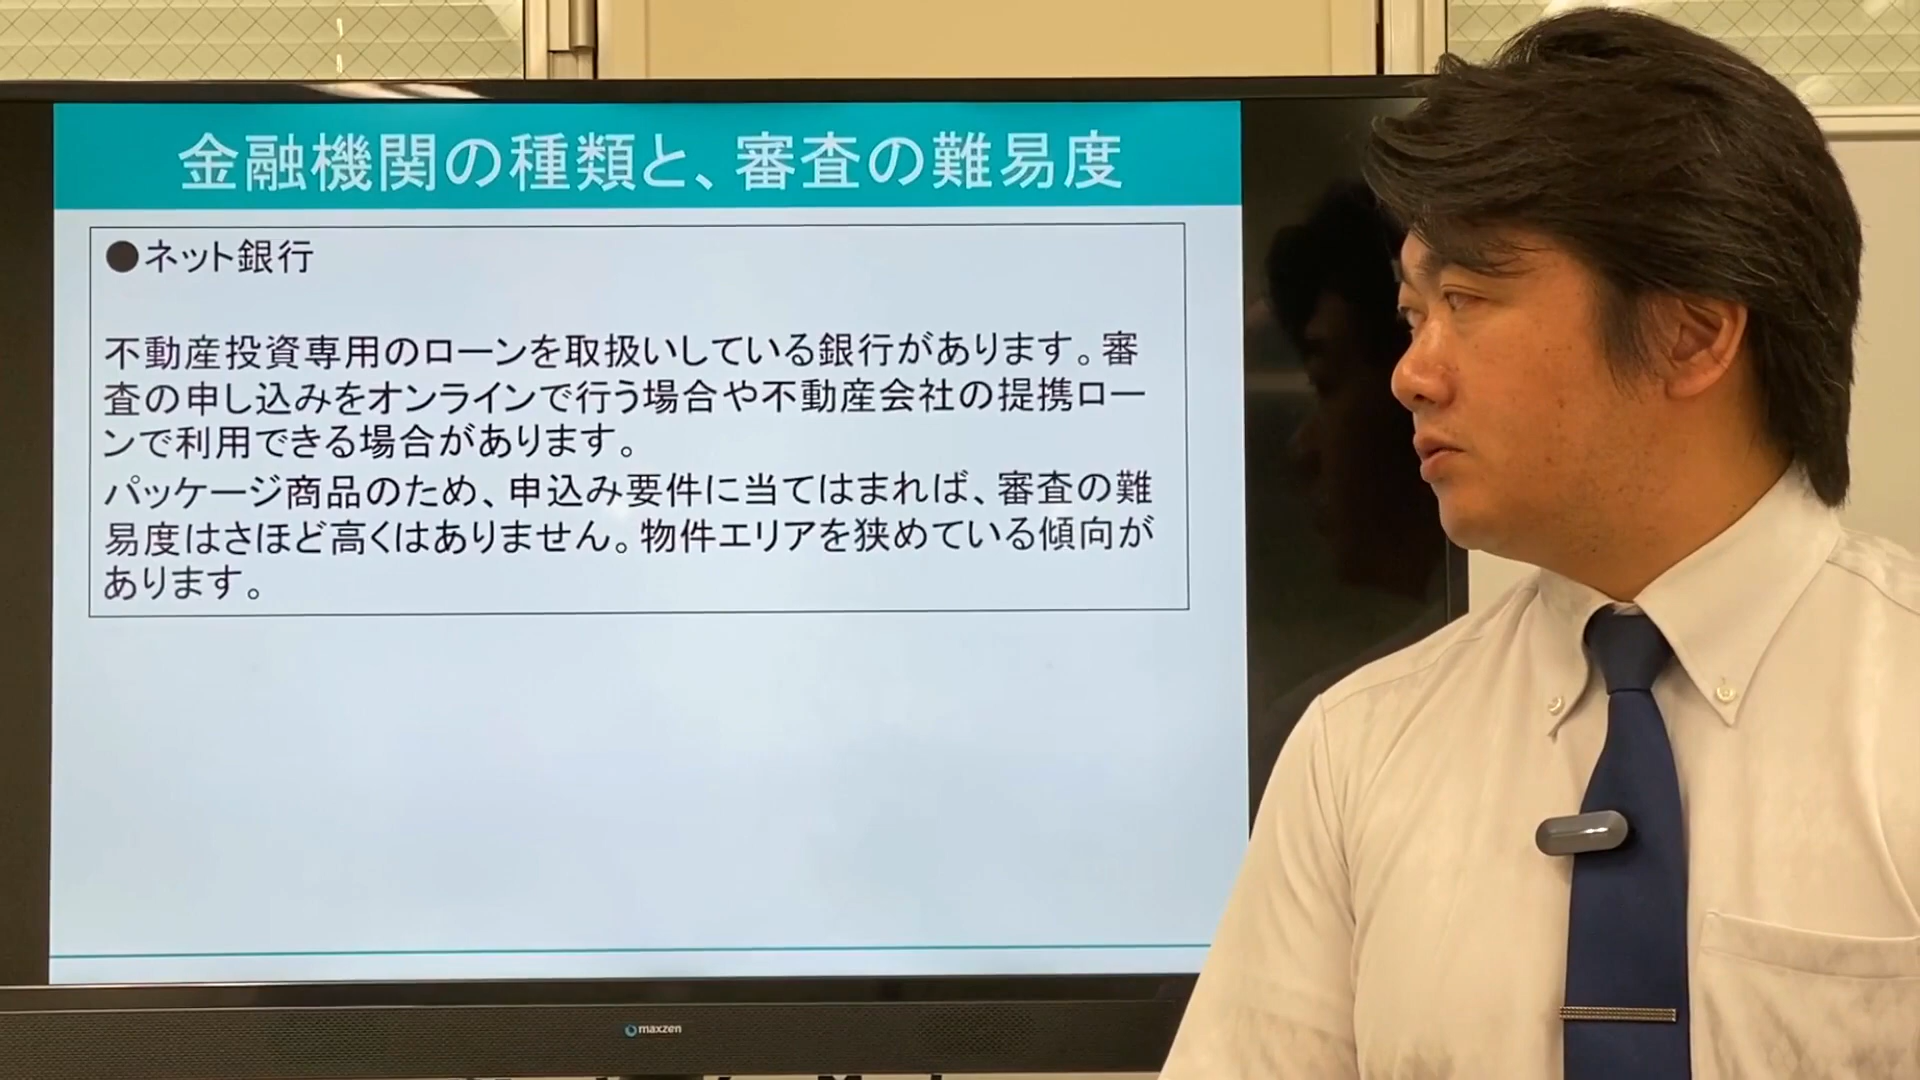 金融機関の種類と、審査の難易度
●ネット銀行
不動産投資専用のローンを取扱いしている銀行があります。審
査の申し込みをオンラインで行う場合や不動産会社の提携ロー
ンで利用できる場合があります。
パッケージ商品のため、申込み要件に当てはまれば、審査の難
易度はさほど高くはありません。物件エリアを狭めている傾向が
あります。
maxzen